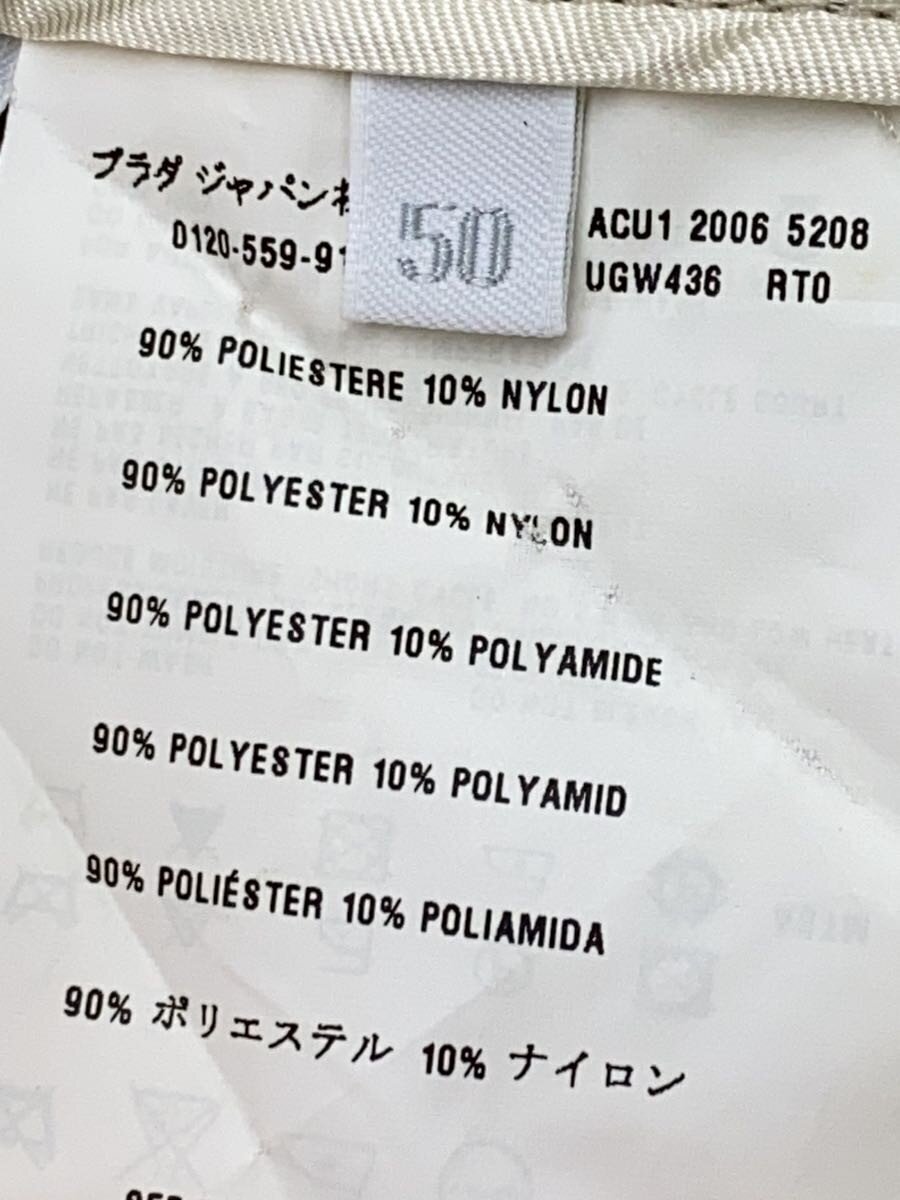 プラダ ジャパン
0120-559-91
50
ACU1 2006 5208
UGW436 RT0
90% POLIESTERE 10% NYLON
90% POLYESTER 10% NYLON
90% POLYESTER 10% POLYAMIDE
90% POLYESTER 10% POLYAMID
90% POLIÉSTER 10% POLIAMIDA
90% ポリエステル 10% ナイロン